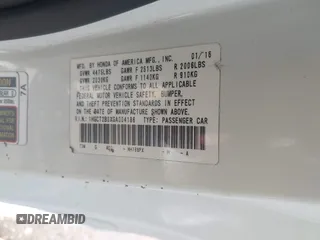 MFD. BY HONDA OF AMERICA MFG., INC. 01/16
GVWR 4475LBS GAWR F 2513LBS R 2006LBS
GVWR 2030KG GAWR F 1140KG R 910KG
THIS VEHICLE CONFORMS TO ALL APPLICABLE
FEDERAL MOTOR VEHICLE SAFETY, BUMPER,
AND THEFT PREVENTION STANDARDS IN EFFECT
ON THE DATE OF MANUFACTURE SHOWN ABOVE.
V.I.N.: TYPE: PASSENGER CAR
7A
DREAMBID